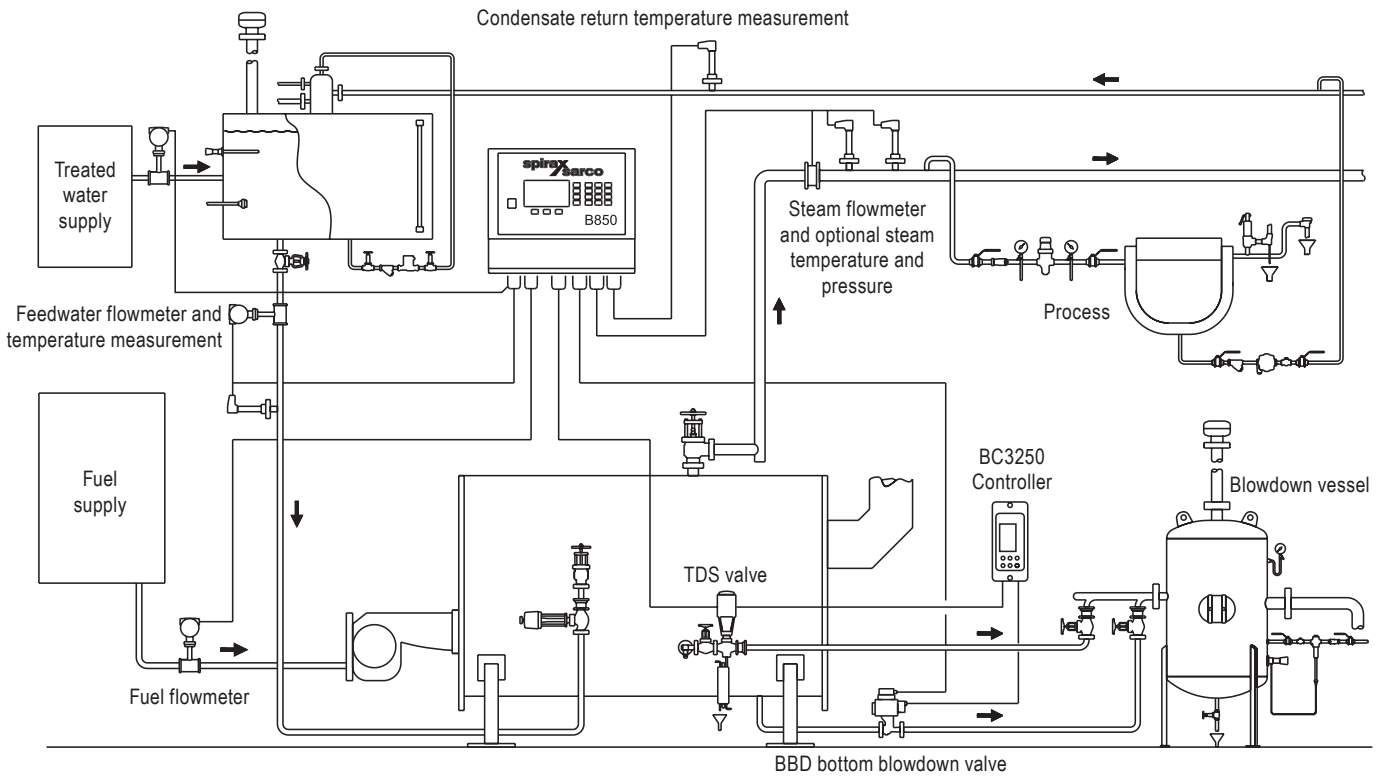 Condensate return temperature measurement
Treated
water
supply
spirax
sarco
B850
Steam flowmeter
and optional steam
temperature and
pressure
Process
Feedwater flowmeter and
temperature measurement
Fuel
supply
BC3250
Controller
Blowdown vessel
TDS valve
Fuel flowmeter
BBD bottom blowdown valve